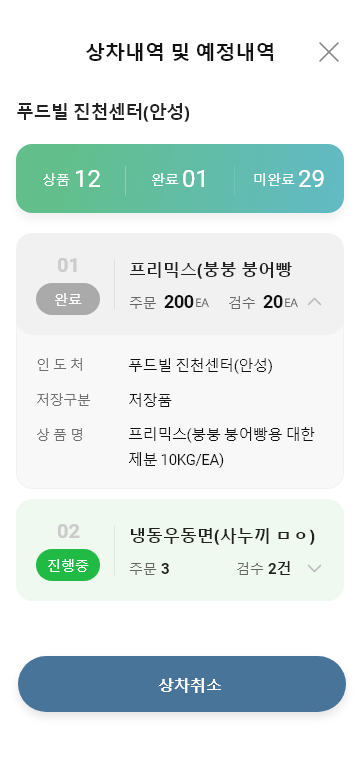 상차내역 및 예정내역
푸드빌 진천센터(안성)
상품 12 완료 01 미완료 29
01
완료
프리믹스(붕붕 붕어빵
주문 200EA 검수 20EA
인 도 처 푸드빌 진천센터(안성)
저장구분 저장품
상 품 명 프리믹스(붕붕 붕어빵용 대한
제분 10KG/EA)
02
진행중
냉동우동면(사누끼 ㅁㅇ)
주문 3 검수 2건
상차취소